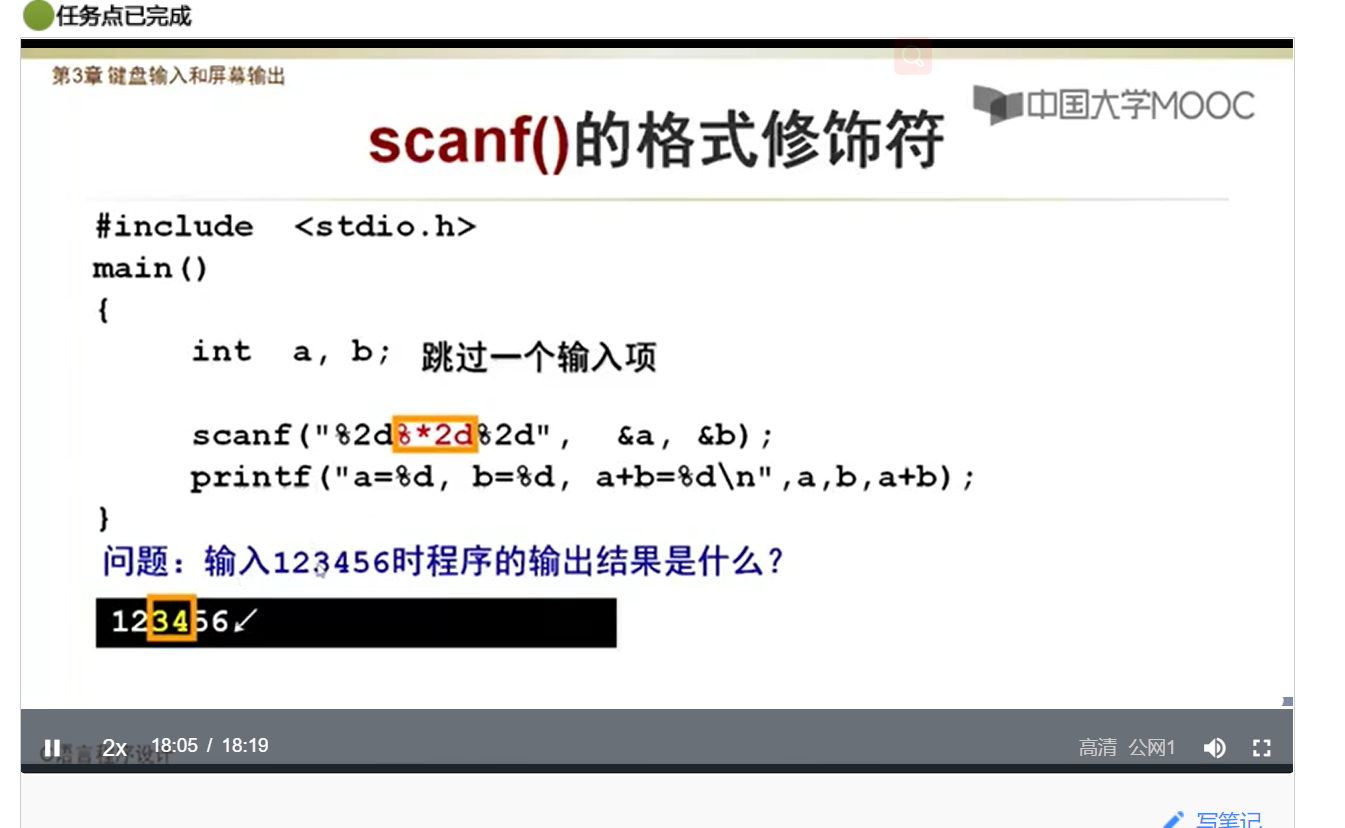 任务点已完成
第3章 键盘输入和屏幕输出
中国大学MOOC
scanf()的格式修饰符
#include <stdio.h>
main()
{
int a, b; 跳过一个输入项
scanf("%2d%*2d%2d", &a, &b);
printf("a=%d, b=%d, a+b=%d\n",a,b,a+b);
}
问题：输入123456时程序的输出结果是什么？
123456↙
C语言程序设计
2x 18:05 / 18:19 高清 公网1
写笔记